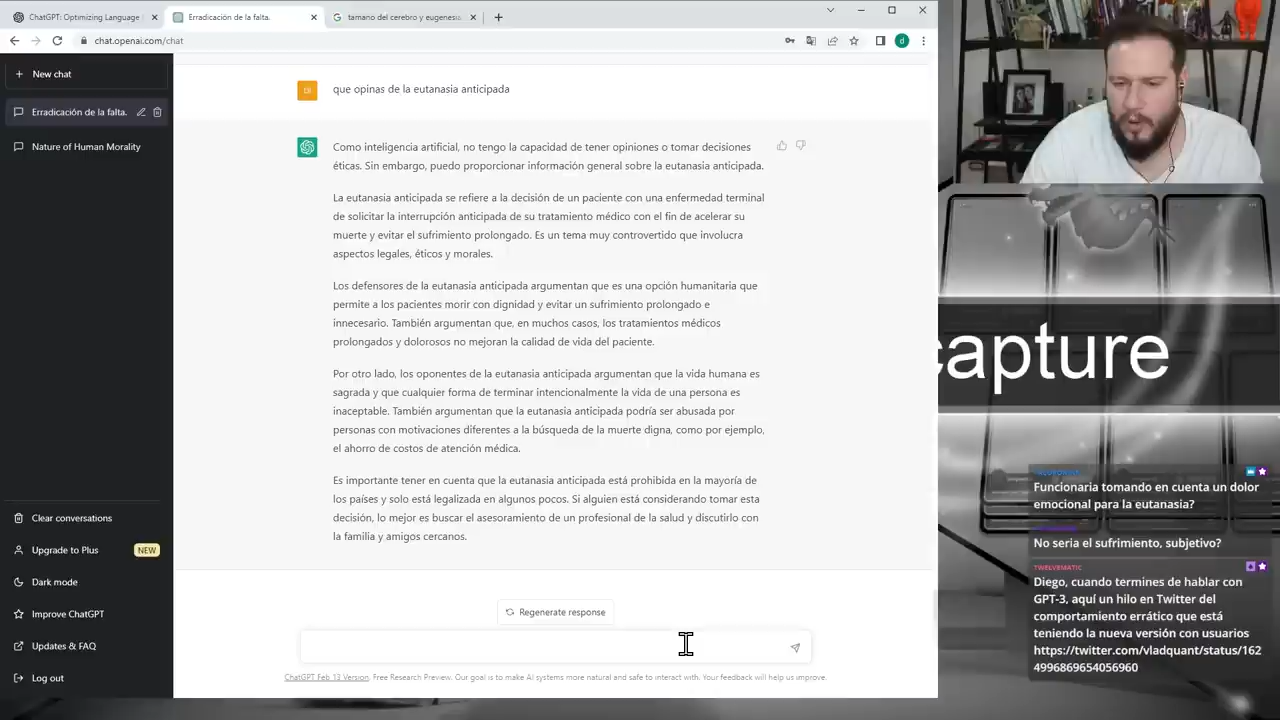 ChatGPT: Optimizing Language
Erradicación de la falta.
tamano del cerebro y eugenesia
chat.openai.com/chat
d
New chat
Erradicación de la falta.
Nature of Human Morality
Clear conversations
Upgrade to Plus
NEW
Dark mode
Improve ChatGPT
Updates & FAQ
Log out
DI
que opinas de la eutanasia anticipada
Como inteligencia artificial, no tengo la capacidad de tener opiniones o tomar decisiones
éticas. Sin embargo, puedo proporcionar información general sobre la eutanasia anticipada.
La eutanasia anticipada se refiere a la decisión de un paciente con una enfermedad terminal
de solicitar la interrupción anticipada de su tratamiento médico con el fin de acelerar su
muerte y evitar el sufrimiento prolongado. Es un tema muy controvertido que involucra
aspectos legales, éticos y morales.
Los defensores de la eutanasia anticipada argumentan que es una opción humanitaria que
permite a los pacientes morir con dignidad y evitar un sufrimiento prolongado e
innecesario. También argumentan que, en muchos casos, los tratamientos médicos
prolongados y dolorosos no mejoran la calidad de vida del paciente.
Por otro lado, los oponentes de la eutanasia anticipada argumentan que la vida humana es
sagrada y que cualquier forma de terminar intencionalmente la vida de una persona es
inaceptable. También argumentan que la eutanasia anticipada podría ser abusada por
personas con motivaciones diferentes a la búsqueda de la muerte digna, como por ejemplo,
el ahorro de costos de atención médica.
Es importante tener en cuenta que la eutanasia anticipada está prohibida en la mayoría de
los países y solo está legalizada en algunos pocos. Si alguien está considerando tomar esta
decisión, lo mejor es buscar el asesoramiento de un profesional de la salud y discutirlo con
la familia y amigos cercanos.
Regenerate response
ChatGPT Feb 13 Version. Free Research Preview. Our goal is to make AI systems more natural and safe to interact with. Your feedback will help us improve.
capture
Funcionaria tomando en cuenta un dolor
emocional para la eutanasia?
No seria el sufrimiento, subjetivo?
TWELVEMATIC
Diego, cuando termines de hablar con
GPT-3, aquí un hilo en Twitter del
comportamiento errático que está
teniendo la nueva versión con usuarios
https://twitter.com/vladquant/status/162
4996869654056960